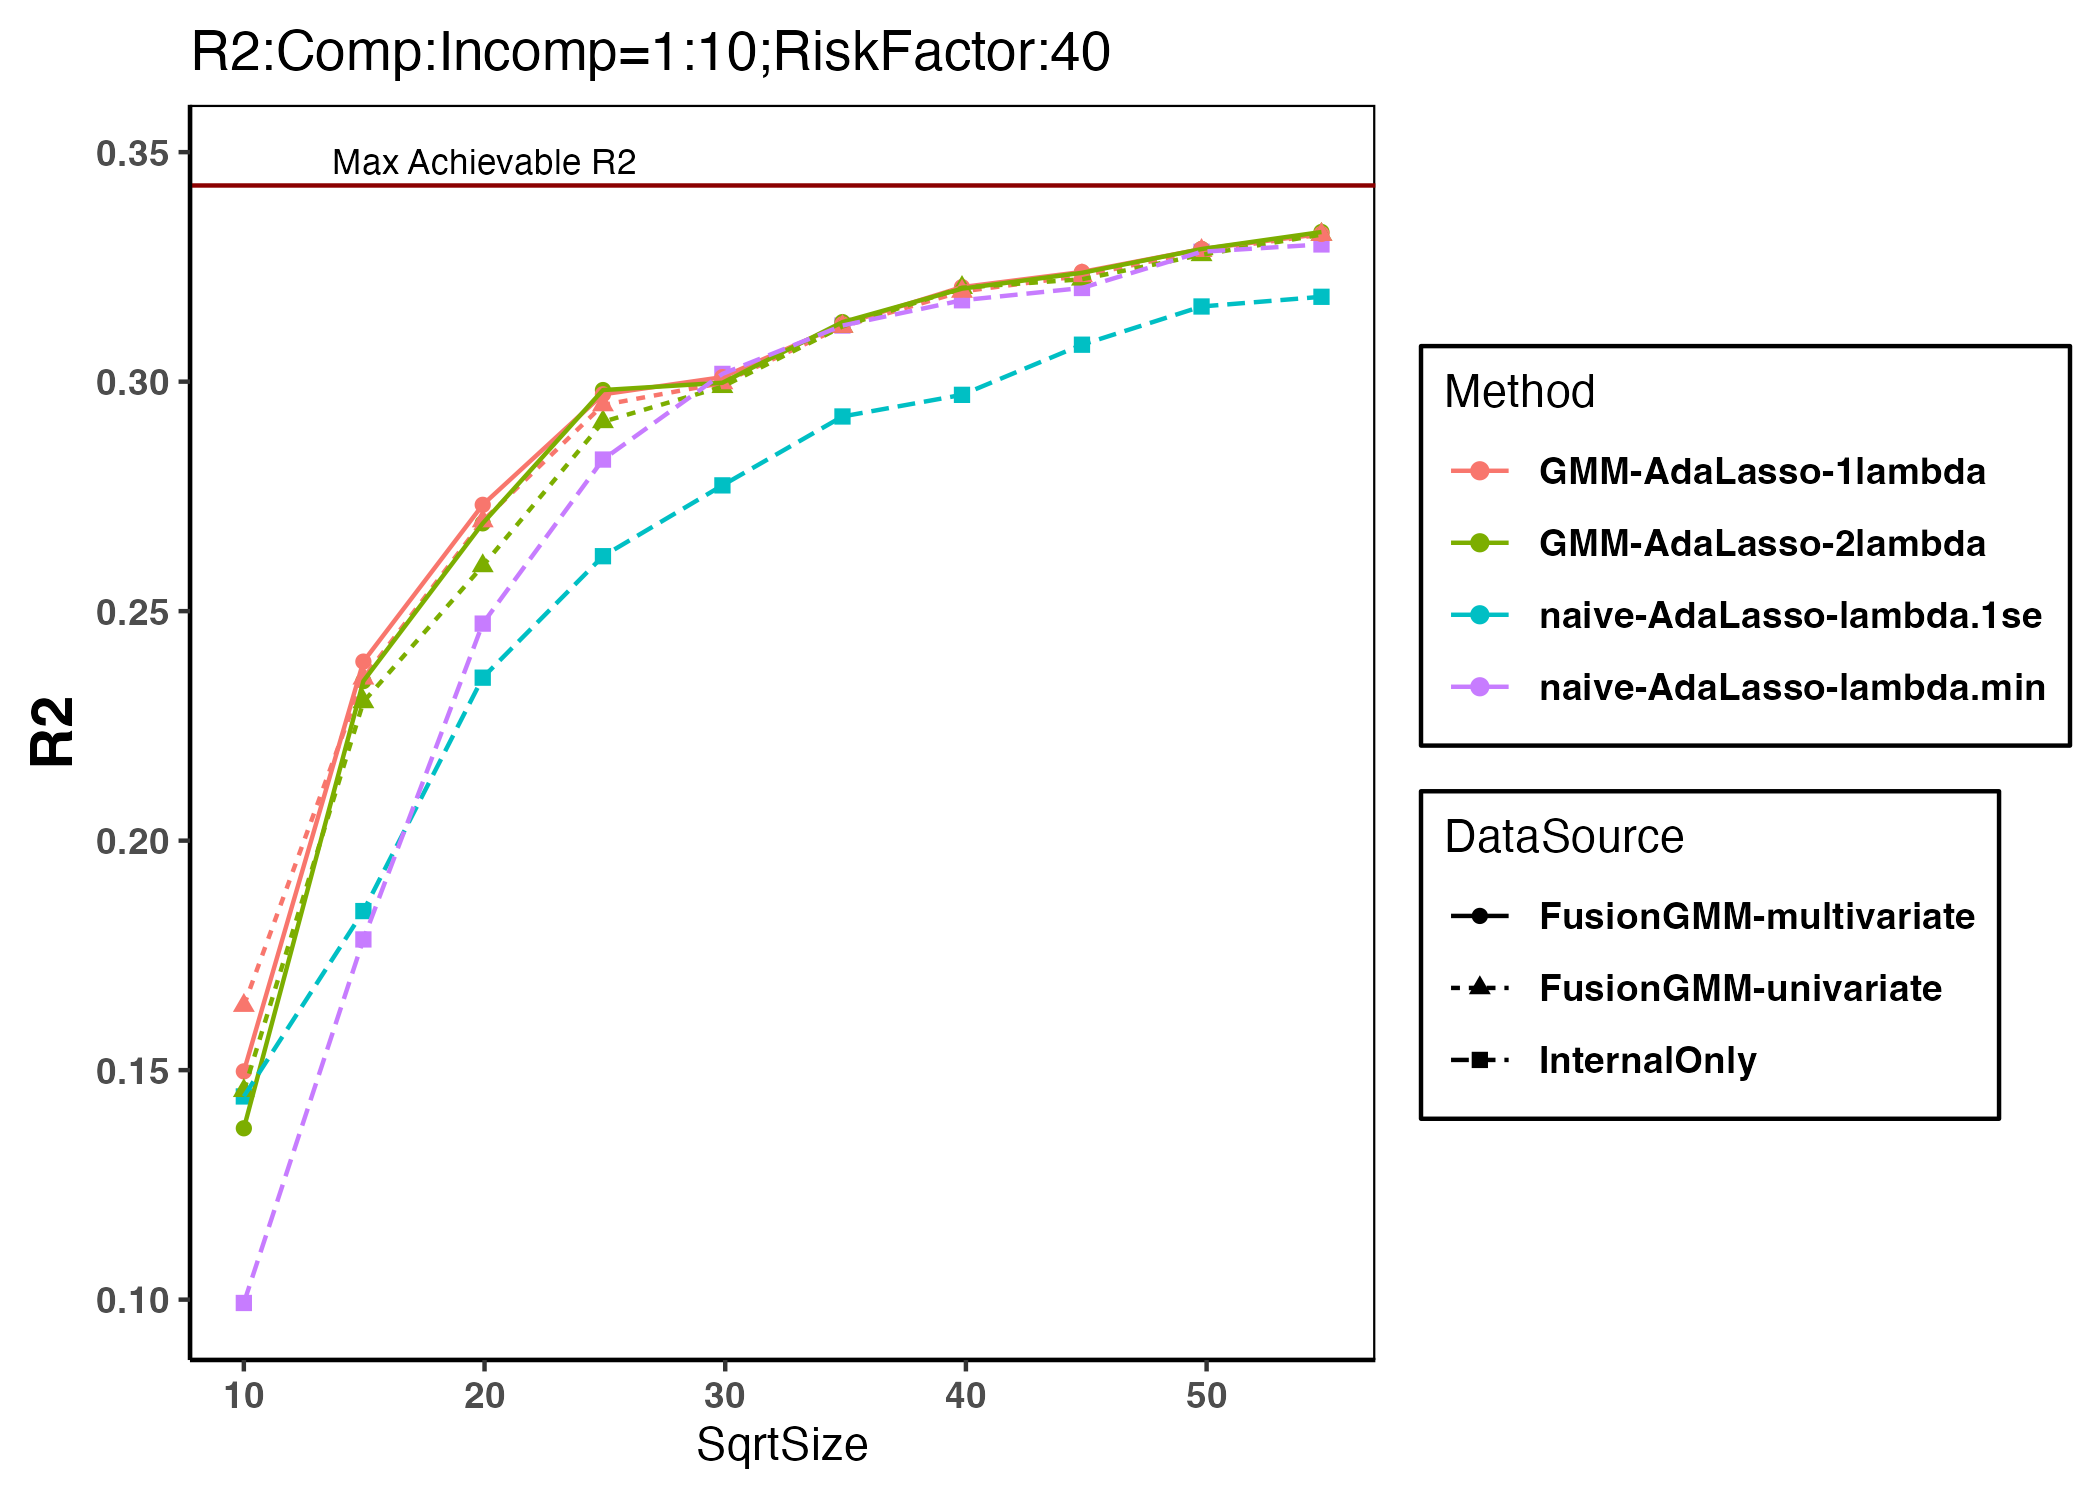 R2:Comp:Incomp=1:10;RiskFactor:40
Max Achievable R2
0.35
0.30
0.25
0.20
0.15
0.10
R2
10 20 30 40 50
SqrtSize
Method
GMM-AdaLasso-1lambda
GMM-AdaLasso-2lambda
naive-AdaLasso-lambda.1se
naive-AdaLasso-lambda.min
DataSource
FusionGMM-multivariate
FusionGMM-univariate
InternalOnly